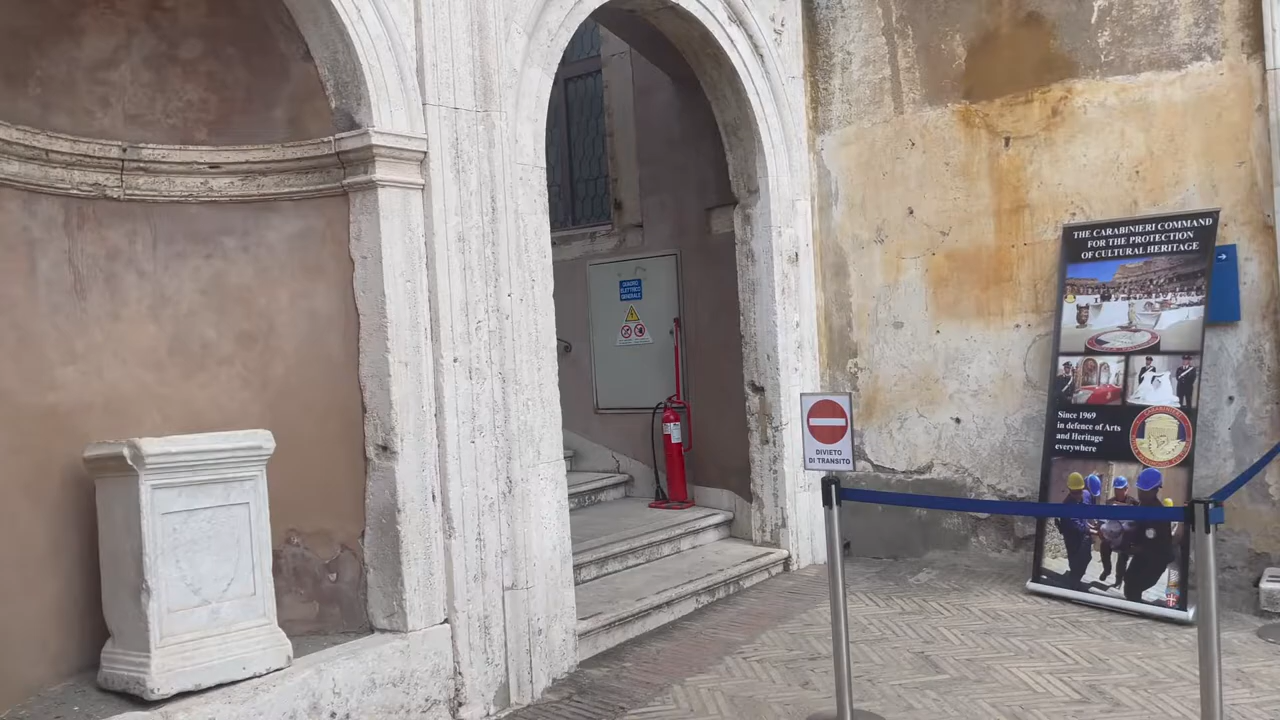 QUADRO
ELETTRICO
GENERALE
DIVIETO
DI TRANSITO
THE CARABINIERI COMMAND
FOR THE PROTECTION
OF CULTURAL HERITAGE
Since 1969
in defence of Arts
and Heritage
everywhere
CARABINIERI